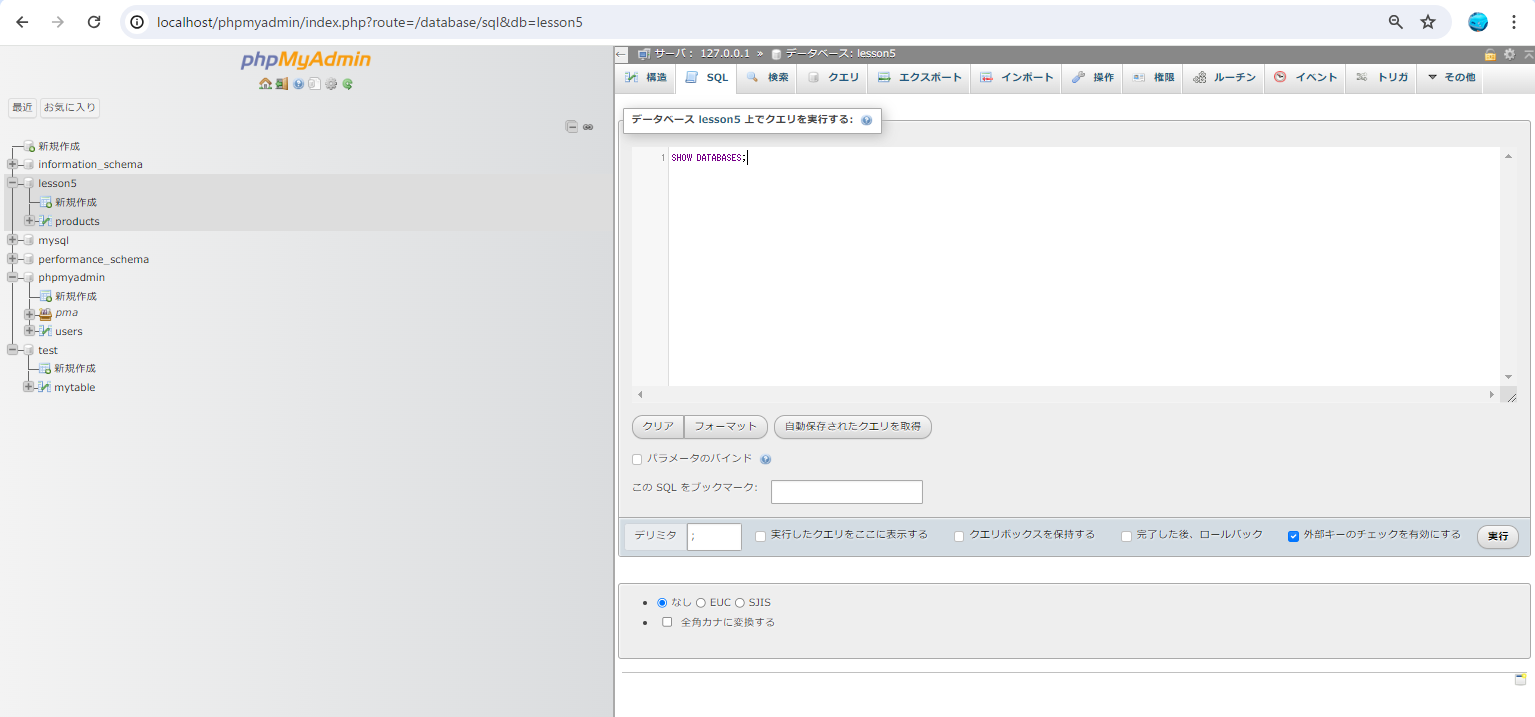 localhost/phpmyadmin/index.php?route=/database/sql&db=lesson5
phpMyAdmin
最近 お気に入り
新規作成
information_schema
lesson5
新規作成
products
mysql
performance_schema
phpmyadmin
新規作成
pma
users
test
新規作成
mytable
サーバ: 127.0.0.1 » データベース: lesson5
構造 SQL 検索 クエリ エクスポート インポート 操作 権限 ルーチン イベント トリガ その他
データベース lesson5 上でクエリを実行する:
1 SHOW DATABASES;
クリア フォーマット 自動保存されたクエリを取得
パラメータのバインド
この SQL をブックマーク:
デリミタ ; 実行したクエリをここに表示する クエリボックスを保持する 完了した後、ロールバック 外部キーのチェックを有効にする 実行
なし EUC SJIS
全角カナに変換する